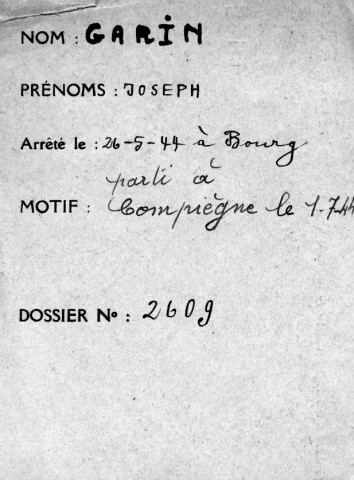 NOM : GARIN
PRÉNOMS : JOSEPH
Arrêté le : 26-5-44 à Bourg
parti à
MOTIF : Compiègne le 1-7-44
DOSSIER No : 2609